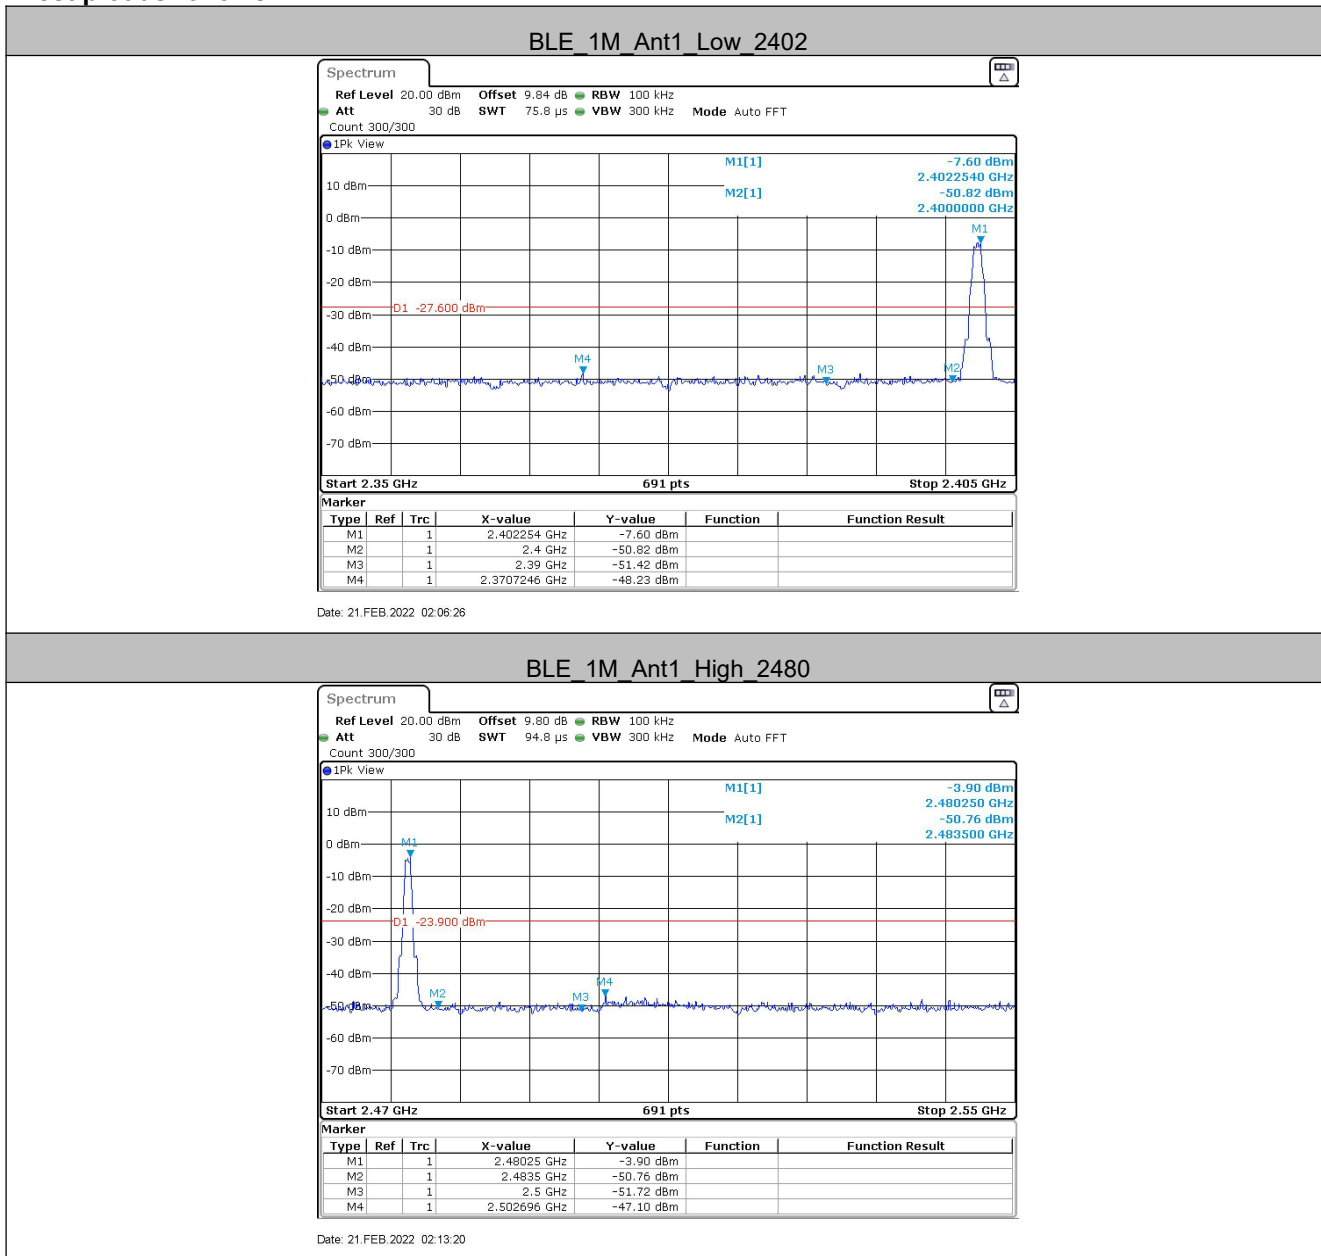 BLE_1M_Ant1_Low_2402
Spectrum
Ref Level 20.00 dBm Offset 9.84 dB RBW 100 kHz
Att 30 dB SWT 75.8 µs VBW 300 kHz Mode Auto FFT
Count 300/300
1Pk View
M1[1] -7.60 dBm
2.4022540 GHz
M2[1] -50.82 dBm
2.4000000 GHz
10 dBm
0 dBm
M1
-10 dBm
-20 dBm
D1 -27.600 dBm
-30 dBm
-40 dBm
M4
M3
M2
-50 dBm
-60 dBm
-70 dBm
Start 2.35 GHz 691 pts Stop 2.405 GHz
Marker
Type Ref Trc X-value Y-value Function Function Result
M1 1 2.402254 GHz -7.60 dBm
M2 1 2.4 GHz -50.82 dBm
M3 1 2.39 GHz -51.42 dBm
M4 1 2.3707246 GHz -48.23 dBm
Date: 21.FEB.2022 02:06:26
BLE_1M_Ant1_High_2480
Spectrum
Ref Level 20.00 dBm Offset 9.80 dB RBW 100 kHz
Att 30 dB SWT 94.8 µs VBW 300 kHz Mode Auto FFT
Count 300/300
1Pk View
M1[1] -3.90 dBm
2.480250 GHz
M2[1] -50.76 dBm
2.483500 GHz
10 dBm
0 dBm
M1
-10 dBm
-20 dBm
D1 -23.900 dBm
-30 dBm
-40 dBm
M4
M2
M3
-50 dBm
-60 dBm
-70 dBm
Start 2.47 GHz 691 pts Stop 2.55 GHz
Marker
Type Ref Trc X-value Y-value Function Function Result
M1 1 2.48025 GHz -3.90 dBm
M2 1 2.4835 GHz -50.76 dBm
M3 1 2.5 GHz -51.72 dBm
M4 1 2.502696 GHz -47.10 dBm
Date: 21.FEB.2022 02:13:20